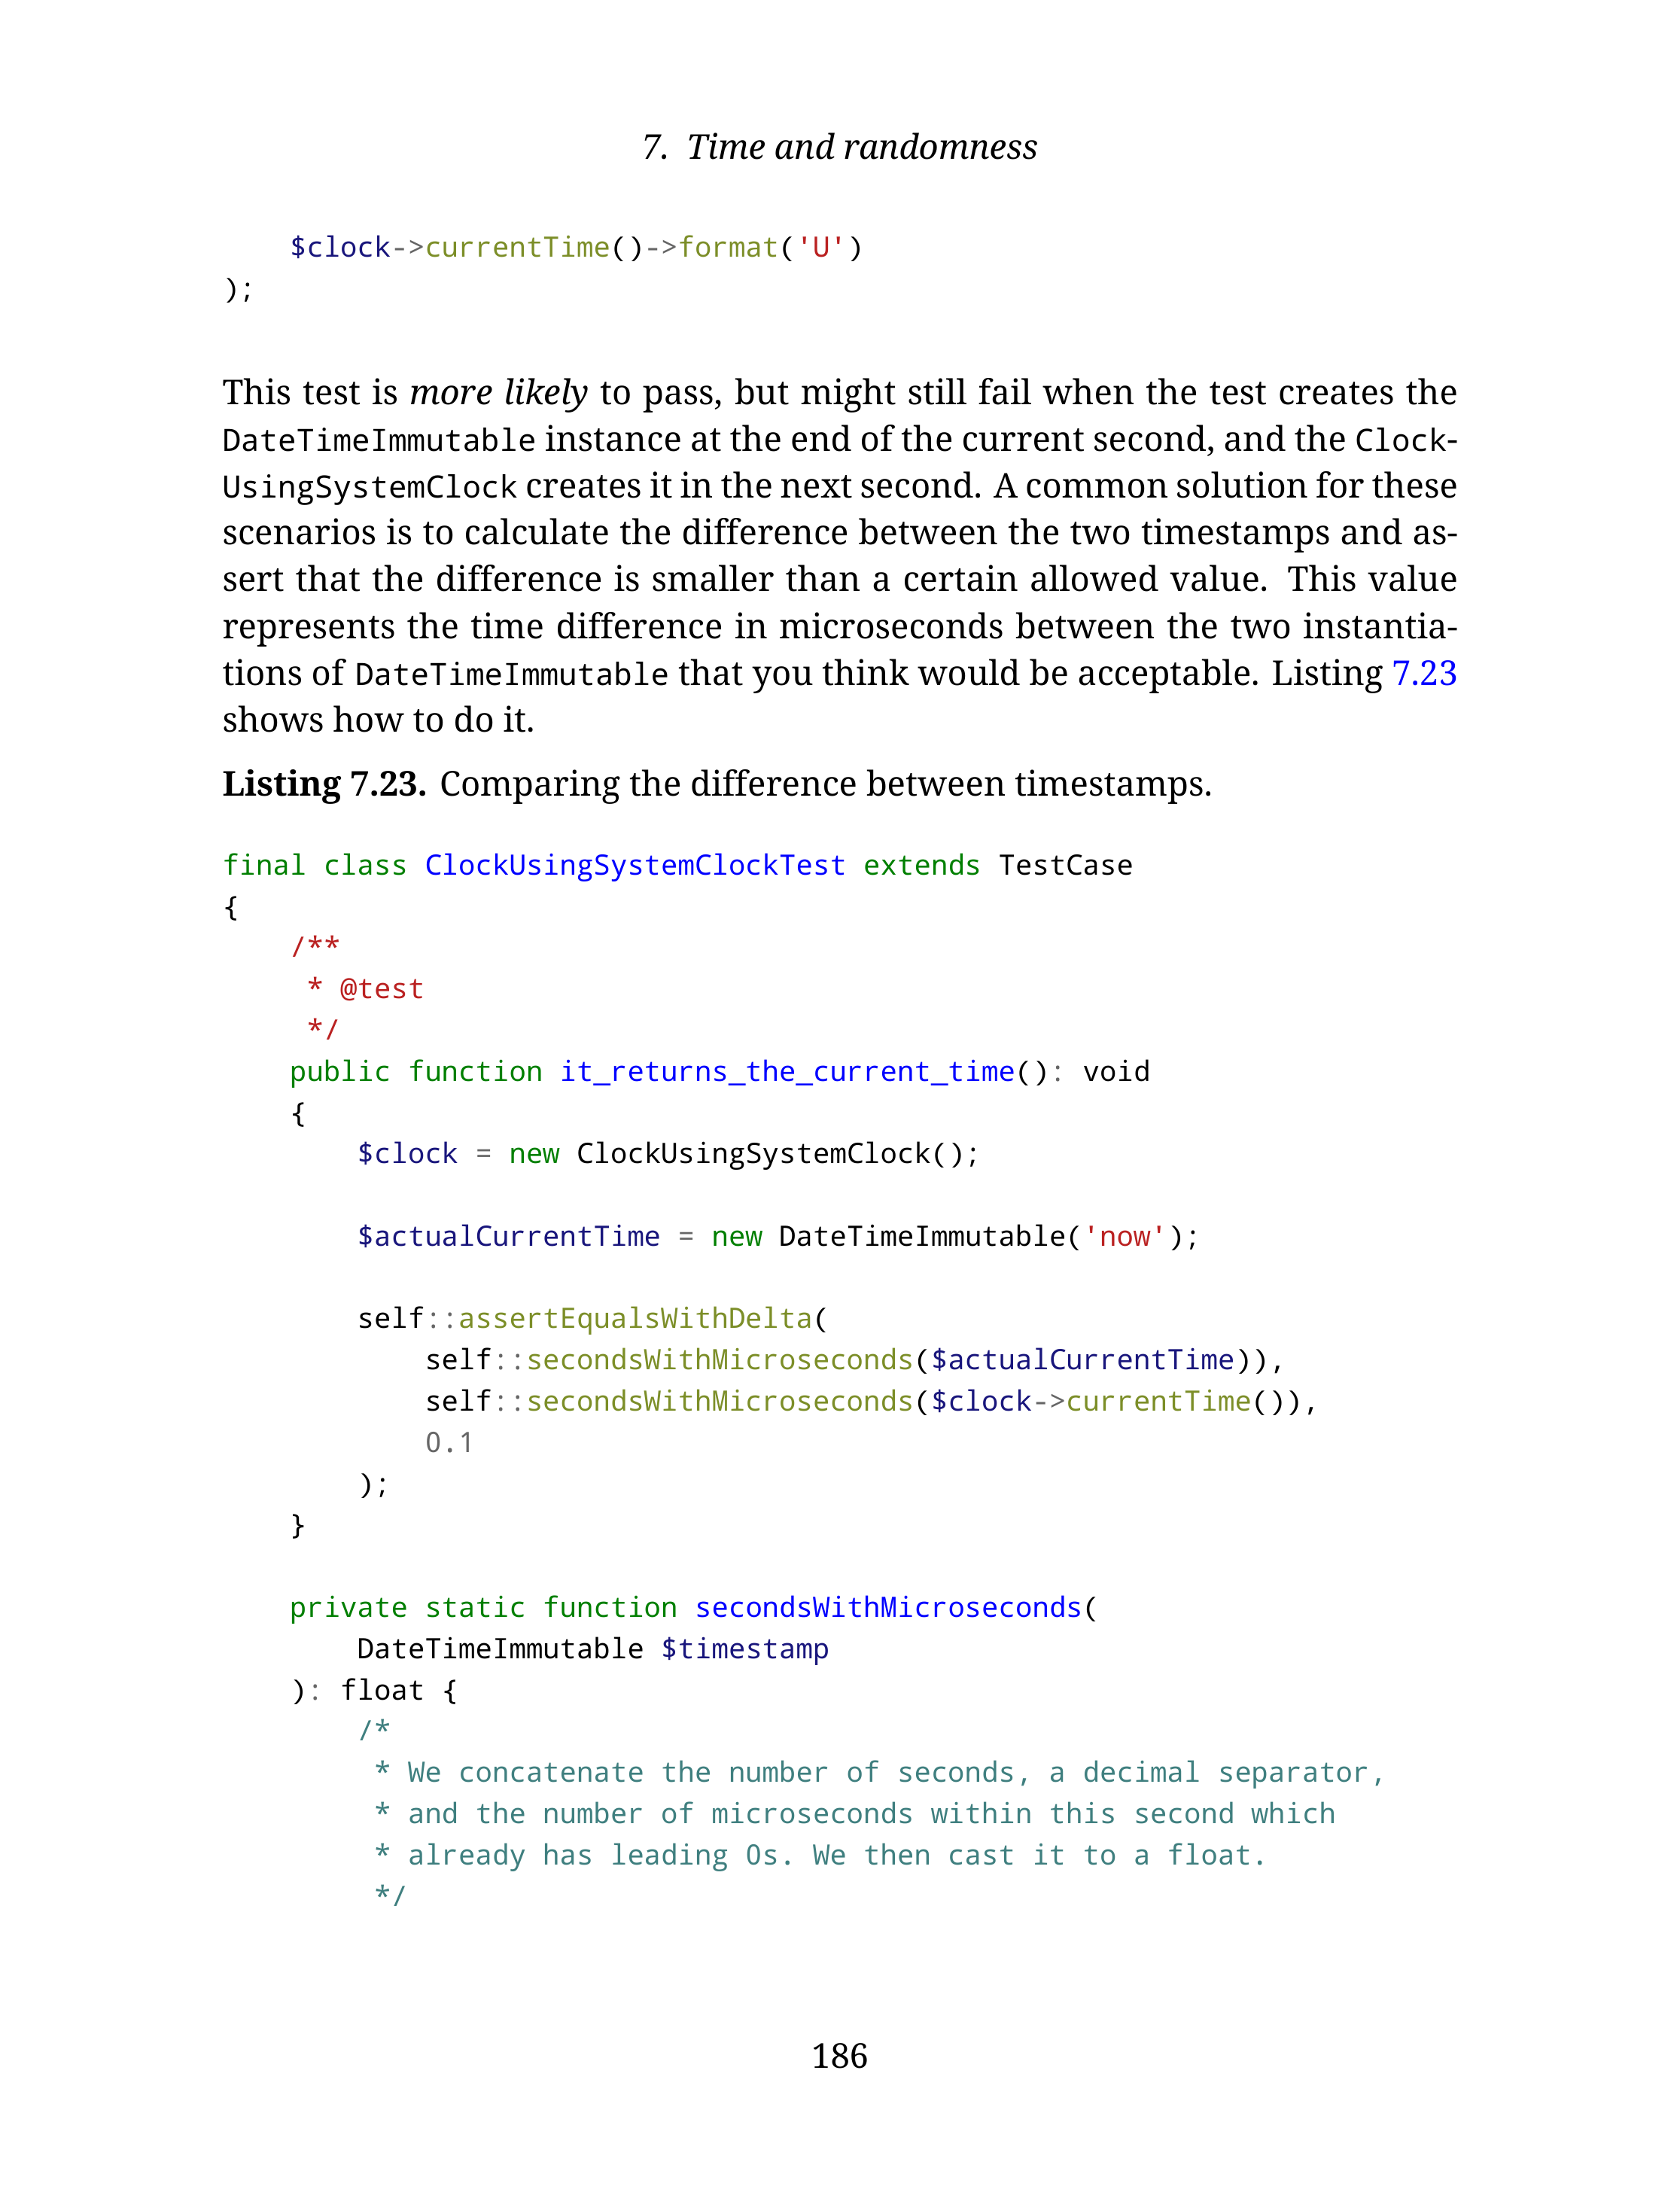 7. Time and randomness
    $clock->currentTime()->format('U')
);
This test is more likely to pass, but might still fail when the test creates the
DateTimeImmutable instance at the end of the current second, and the Clock-
UsingSystemClock creates it in the next second. A common solution for these
scenarios is to calculate the difference between the two timestamps and as-
sert that the difference is smaller than a certain allowed value. This value
represents the time difference in microseconds between the two instantia-
tions of DateTimeImmutable that you think would be acceptable. Listing 7.23
shows how to do it.
Listing 7.23. Comparing the difference between timestamps.
final class ClockUsingSystemClockTest extends TestCase
{
    /**
     * @test
     */
    public function it_returns_the_current_time(): void
    {
        $clock = new ClockUsingSystemClock();
        $actualCurrentTime = new DateTimeImmutable('now');
        self::assertEqualsWithDelta(
            self::secondsWithMicroseconds($actualCurrentTime)),
            self::secondsWithMicroseconds($clock->currentTime()),
            0.1
        );
    }
    private static function secondsWithMicroseconds(
        DateTimeImmutable $timestamp
    ): float {
        /*
         * We concatenate the number of seconds, a decimal separator,
         * and the number of microseconds within this second which
         * already has leading 0s. We then cast it to a float.
         */
186